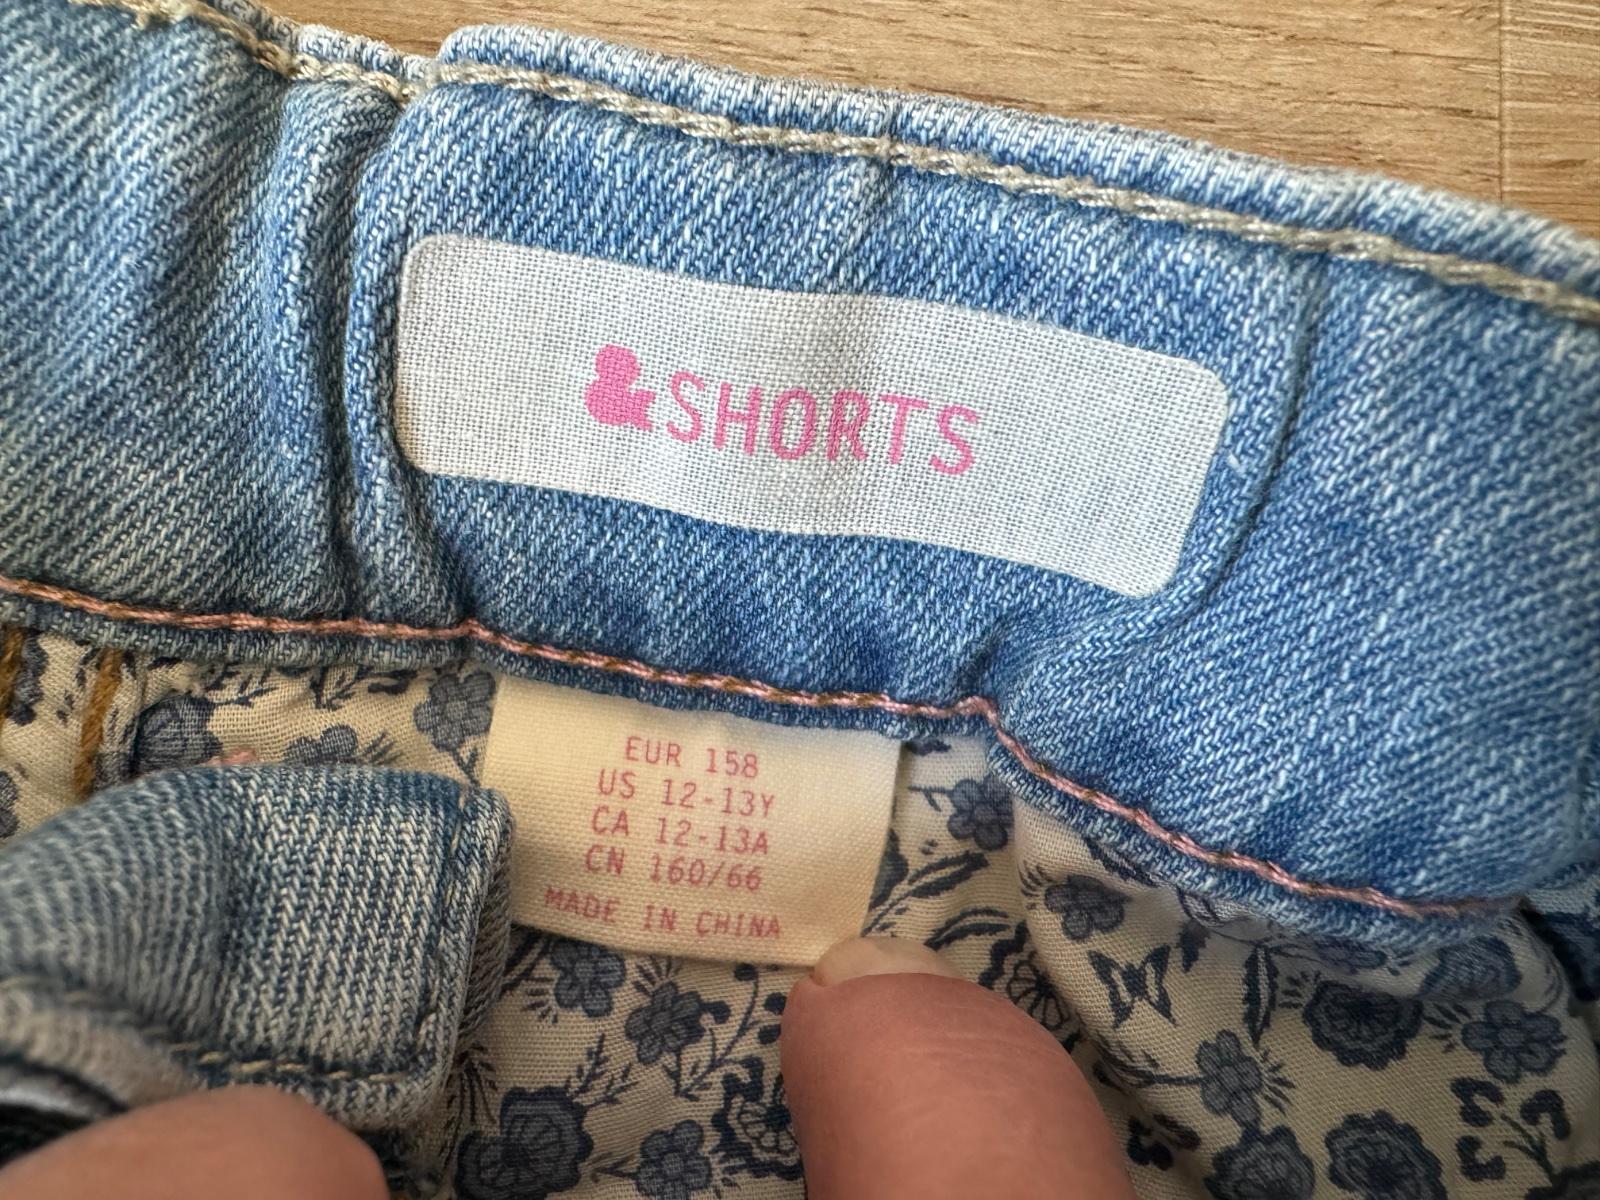 &SHORTS
EUR 158
US 12-13Y
CA 12-13A
CN 160/66
MADE IN CHINA